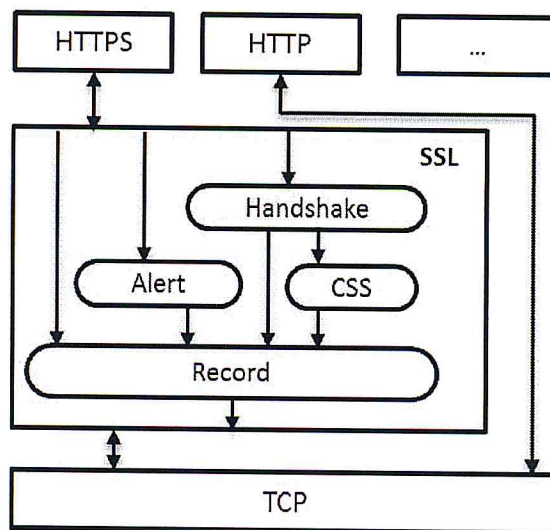 HTTPS
HTTP
...
SSL
Handshake
Alert
CSS
Record
TCP